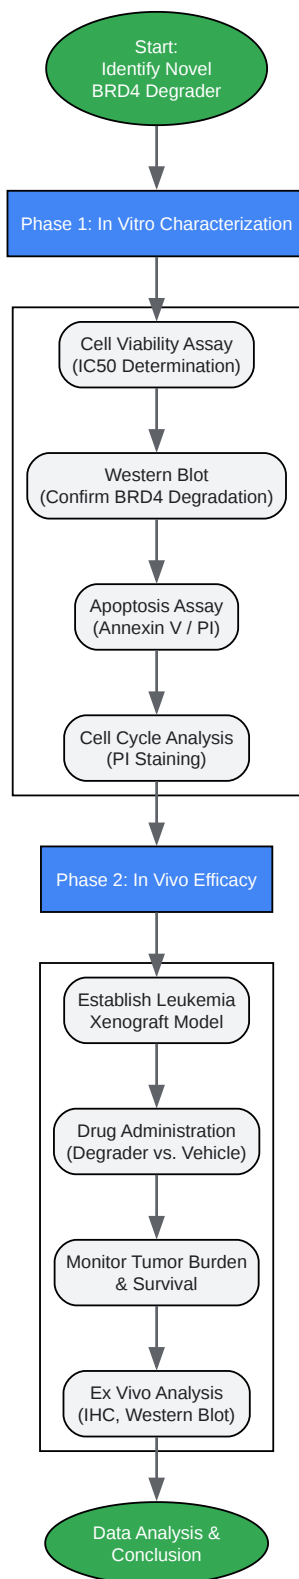 Start:
Identify Novel
BRD4 Degrader
Phase 1: In Vitro Characterization
Cell Viability Assay
(IC50 Determination)
Western Blot
(Confirm BRD4 Degradation)
Apoptosis Assay
(Annexin V / PI)
Cell Cycle Analysis
(PI Staining)
Phase 2: In Vivo Efficacy
Establish Leukemia
Xenograft Model
Drug Administration
(Degrader vs. Vehicle)
Monitor Tumor Burden
& Survival
Ex Vivo Analysis
(IHC, Western Blot)
Data Analysis &
Conclusion